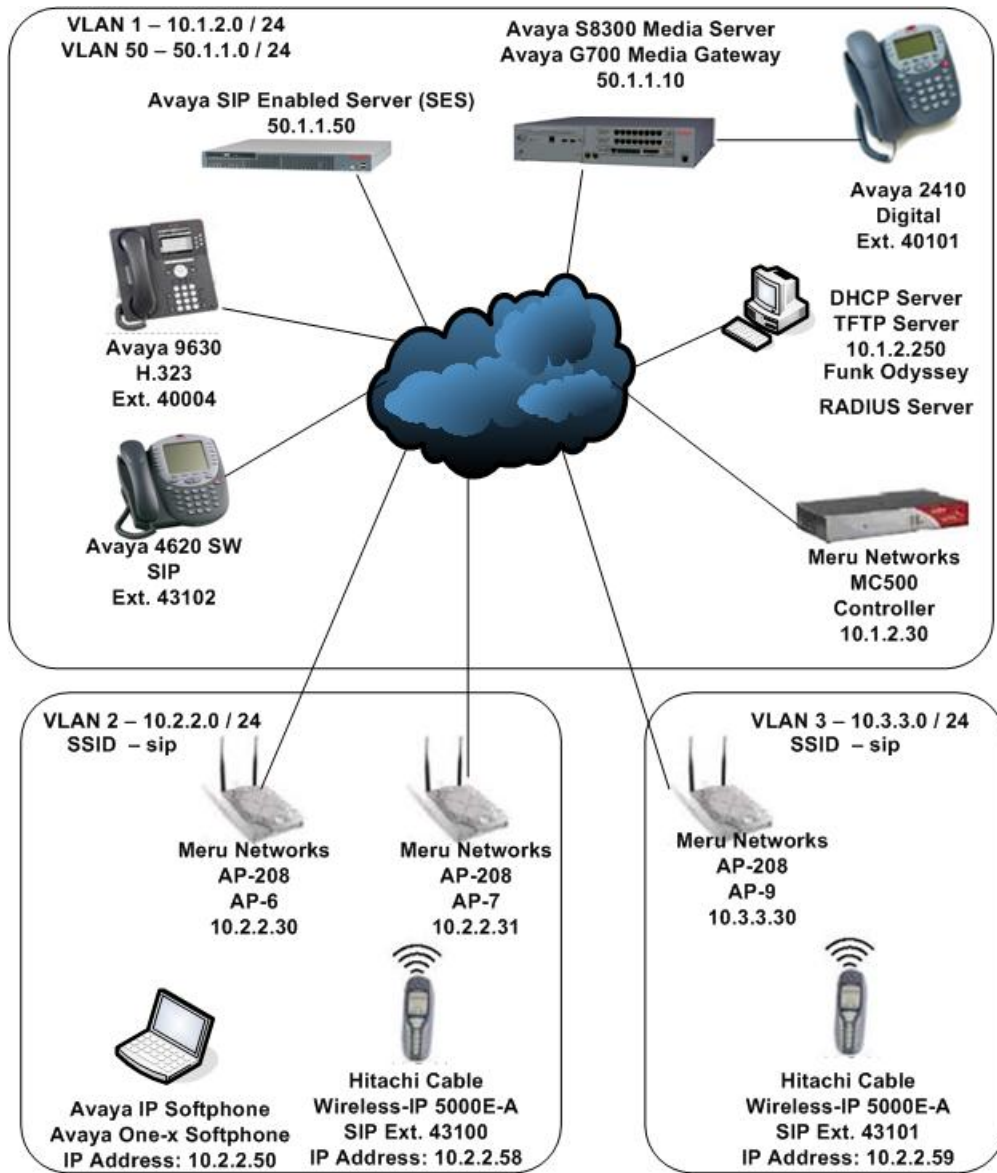 VLAN 1 – 10.1.2.0 / 24
VLAN 50 – 50.1.1.0 / 24
Avaya S8300 Media Server
Avaya G700 Media Gateway
50.1.1.10
Avaya SIP Enabled Server (SES)
50.1.1.50
Avaya 2410
Digital
Ext. 40101
Avaya 9630
H.323
Ext. 40004
DHCP Server
TFTP Server
10.1.2.250
Funk Odyssey
RADIUS Server
Avaya 4620 SW
SIP
Ext. 43102
Meru Networks
MC500
Controller
10.1.2.30
VLAN 2 – 10.2.2.0 / 24
SSID – sip
Meru Networks
AP-208
AP-6
10.2.2.30
Meru Networks
AP-208
AP-7
10.2.2.31
Avaya IP Softphone
Avaya One-x Softphone
IP Address: 10.2.2.50
Hitachi Cable
Wireless-IP 5000E-A
SIP Ext. 43100
IP Address: 10.2.2.58
VLAN 3 – 10.3.3.0 / 24
SSID – sip
Meru Networks
AP-208
AP-9
10.3.3.30
Hitachi Cable
Wireless-IP 5000E-A
SIP Ext. 43101
IP Address: 10.2.2.59